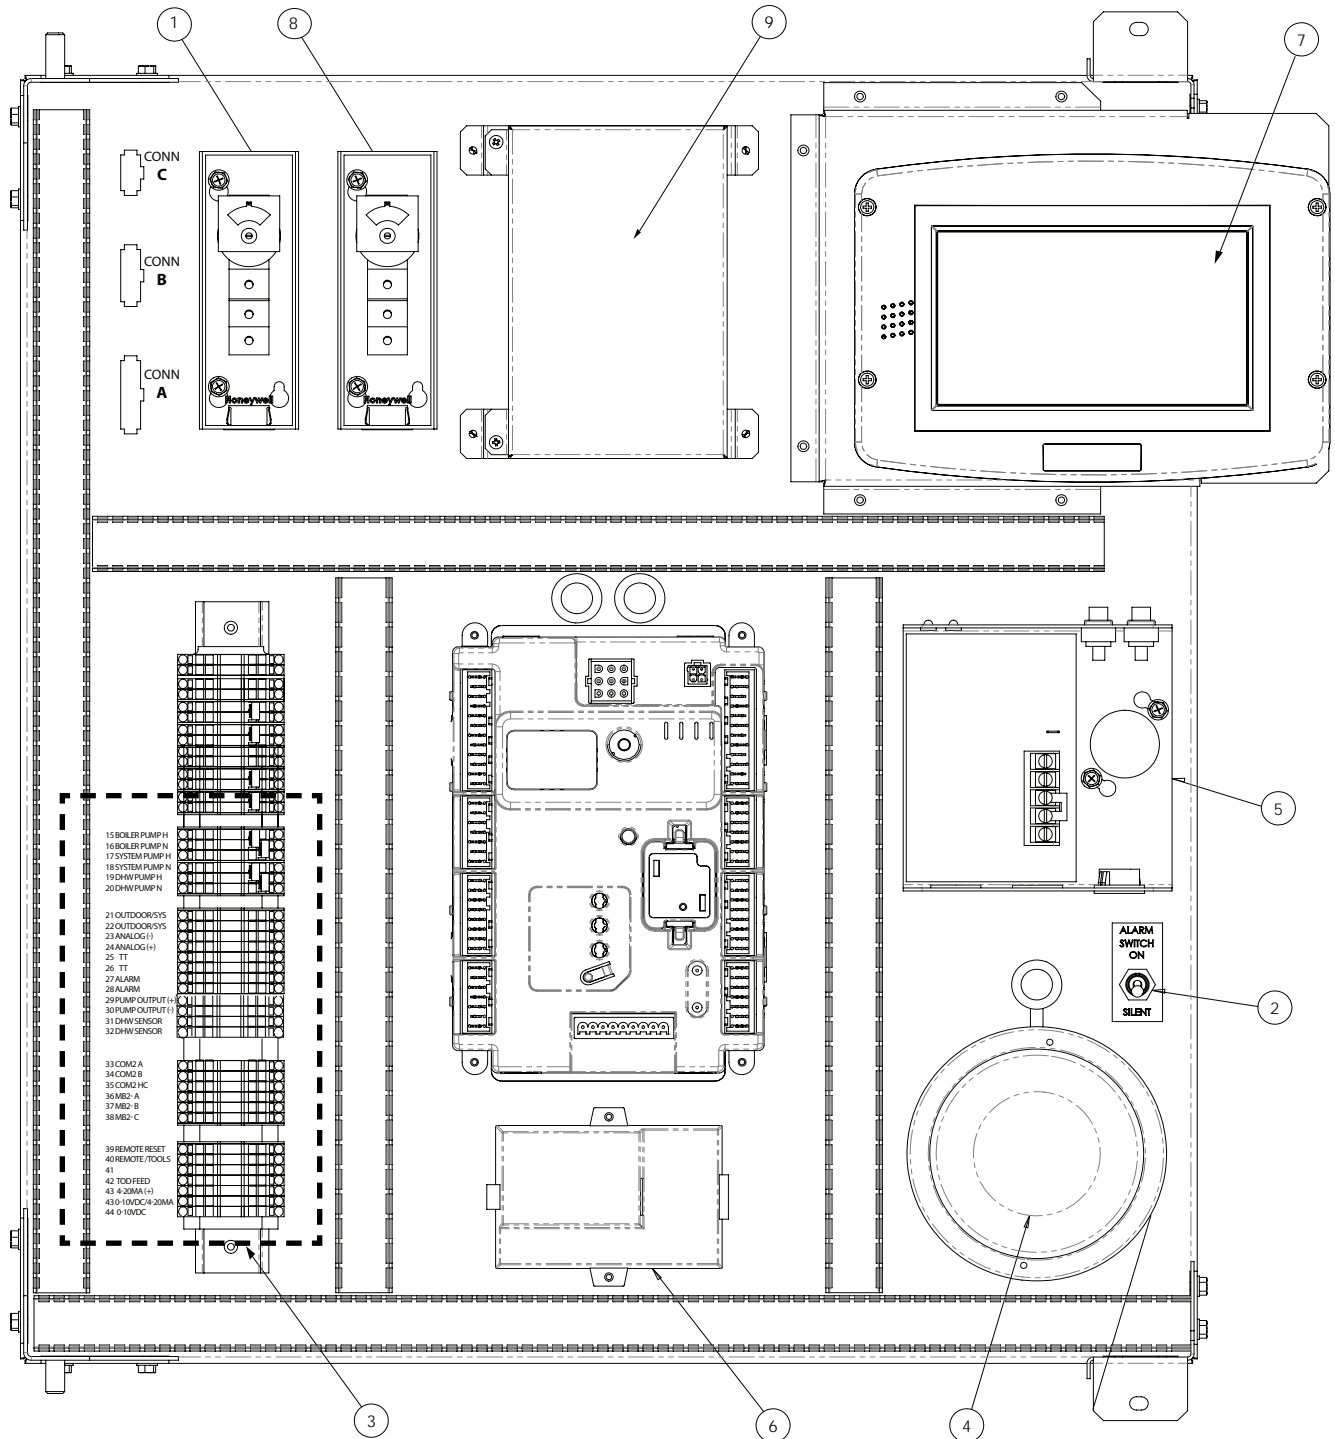 1
8
9
7
CONN
C
CONN
B
CONN
A
Honeywell
Honeywell
5
15 BOILER PUMP H
16 BOILER PUMP N
17 SYSTEM PUMP H
18 SYSTEM PUMP N
19 DHW PUMP H
20 DHW PUMP N
21 OUTDOOR/SYS
22 OUTDOOR/SYS
23 ANALOG (-)
24 ANALOG (+)
25 TT
26 TT
27 ALARM
28 ALARM
29 PUMP OUTPUT (+)
30 PUMP OUTPUT (-)
31 DHW SENSOR
32 DHW SENSOR
33 COM2 A
34 COM2 B
35 COM2 HC
36 MB2- A
37 MB2- B
38 MB2- C
39 REMOTE RESET
40 REMOTE /TOOLS
41
42 TOD FEED
43 4-20MA (+)
43 0-10VDC/4-20MA
44 0-10VDC
ALARM
SWITCH
ON
SILENT
2
3
6
4